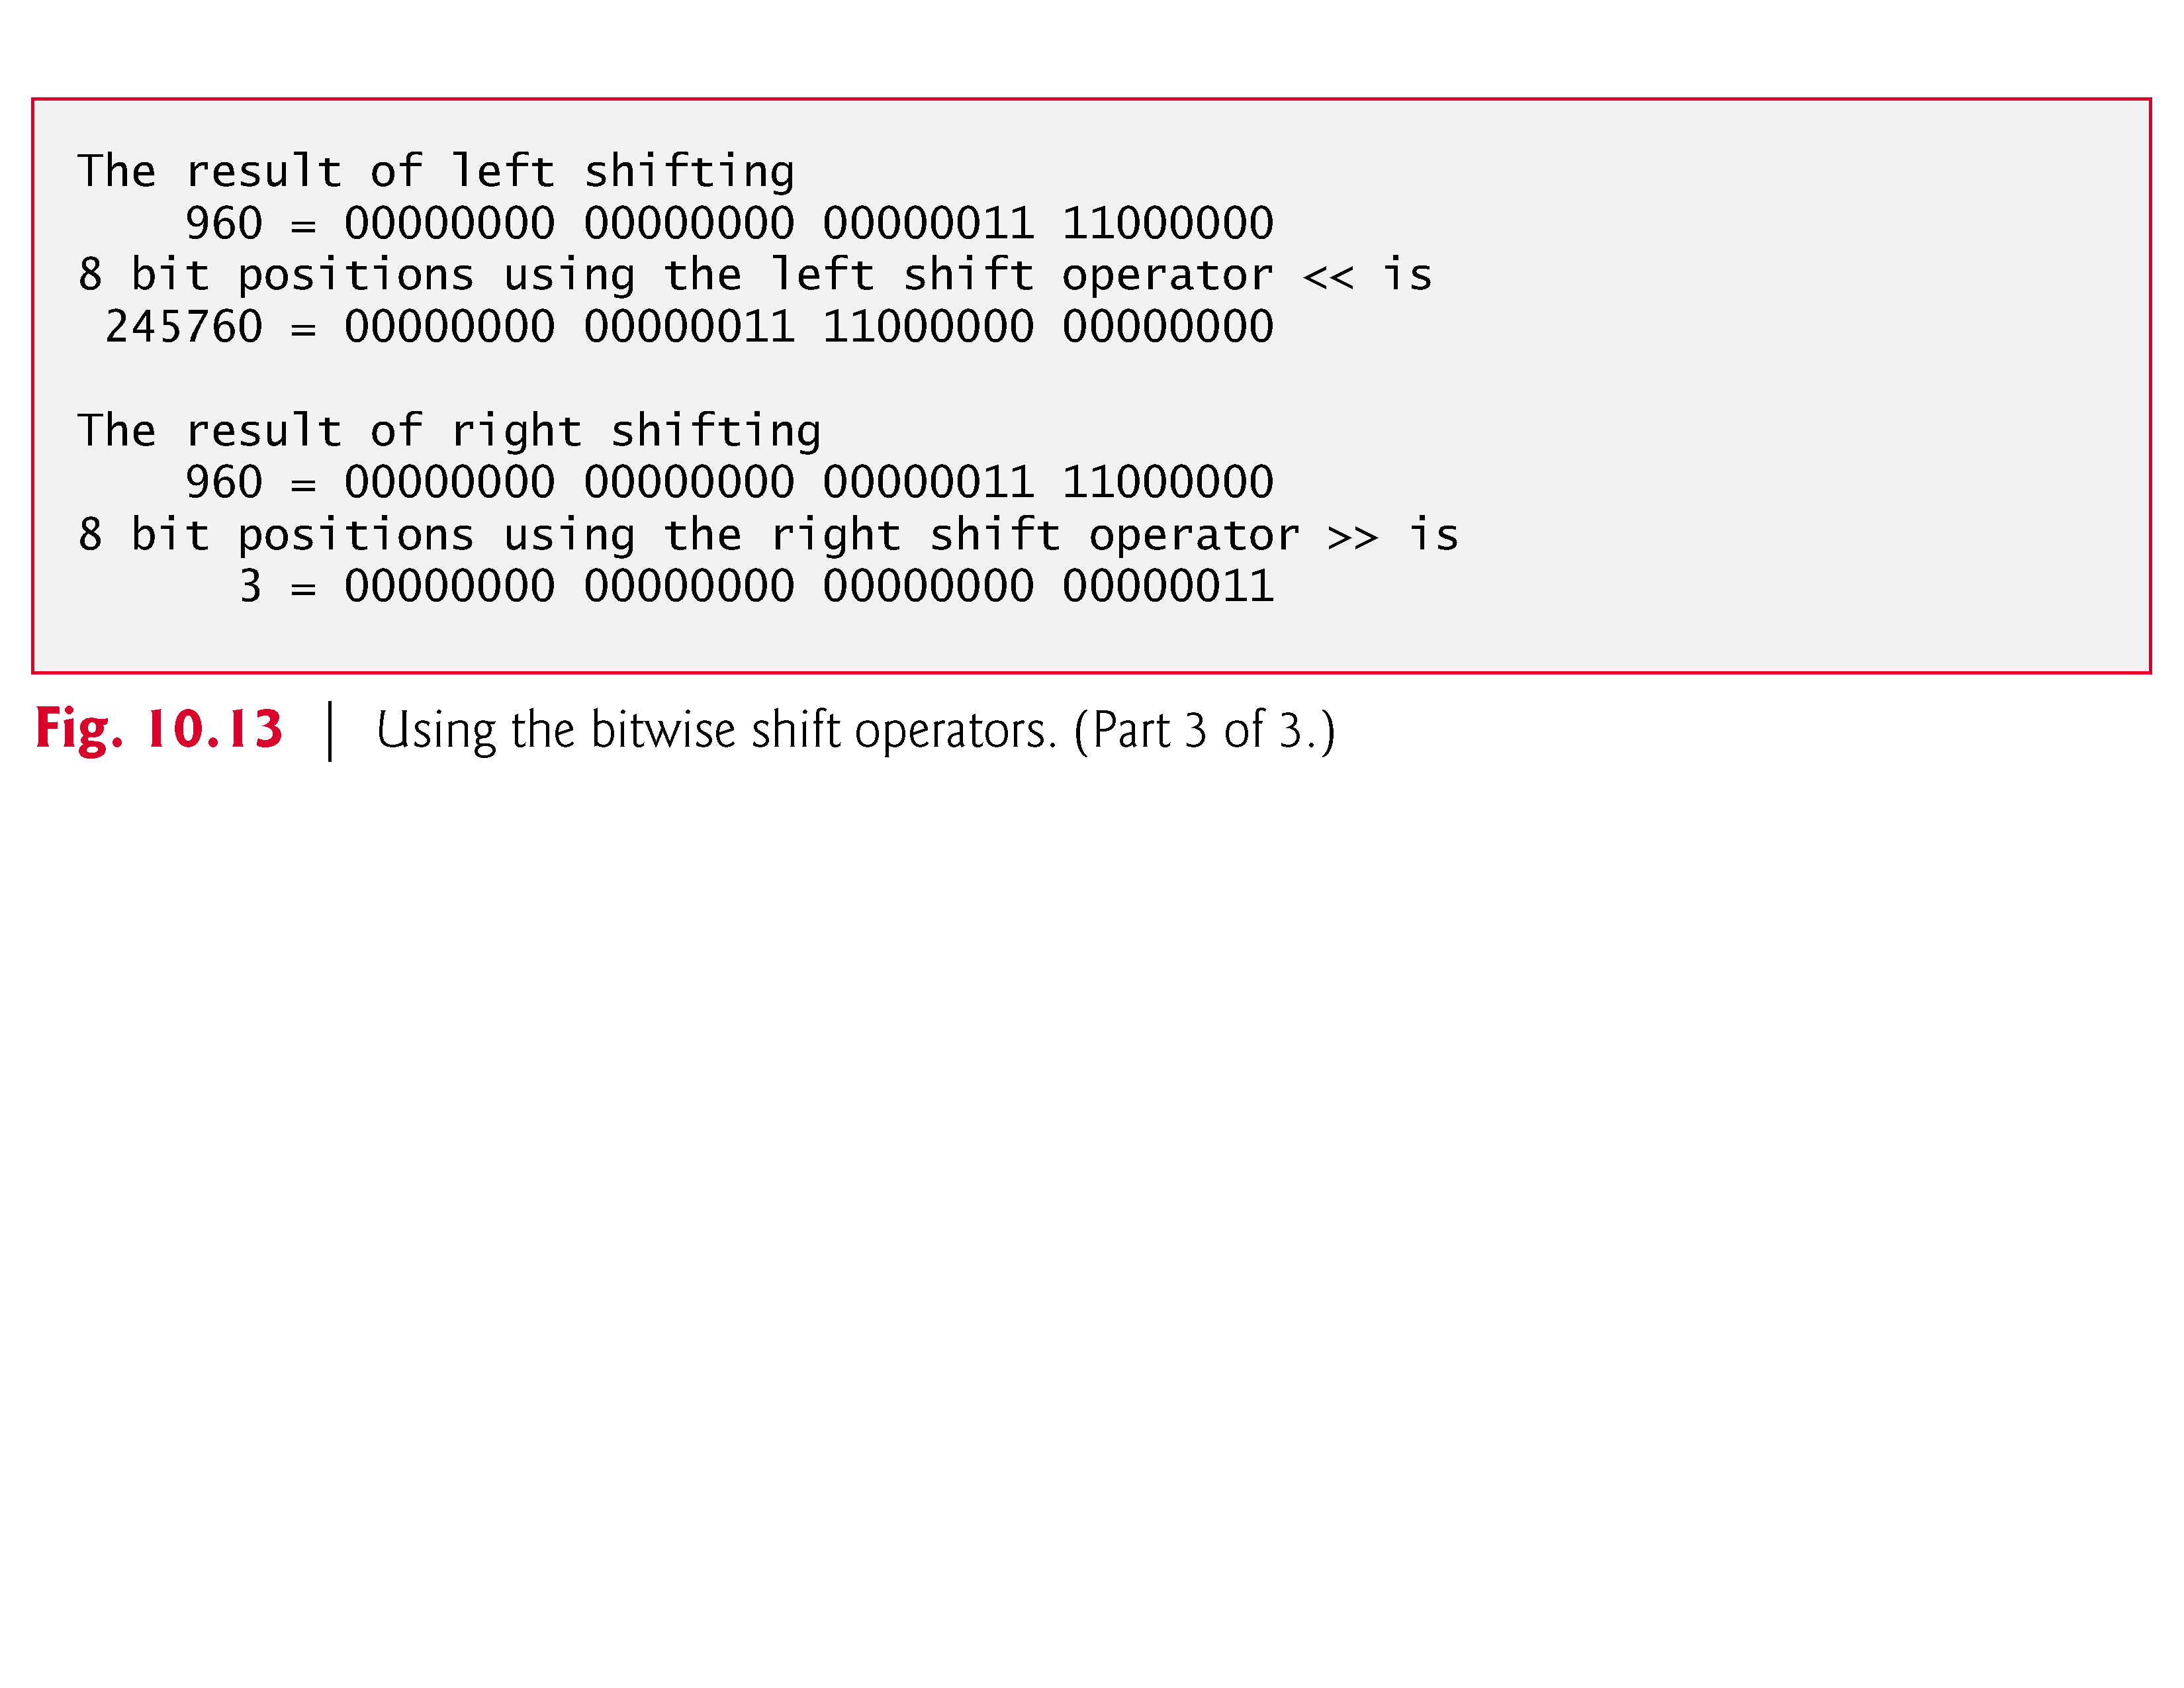 The result of left shifting
    960 = 00000000 00000000 00000011 11000000
8 bit positions using the left shift operator << is
 245760 = 00000000 00000011 11000000 00000000

The result of right shifting
    960 = 00000000 00000000 00000011 11000000
8 bit positions using the right shift operator >> is
      3 = 00000000 00000000 00000000 00000011

Fig. 10.13 | Using the bitwise shift operators. (Part 3 of 3.)